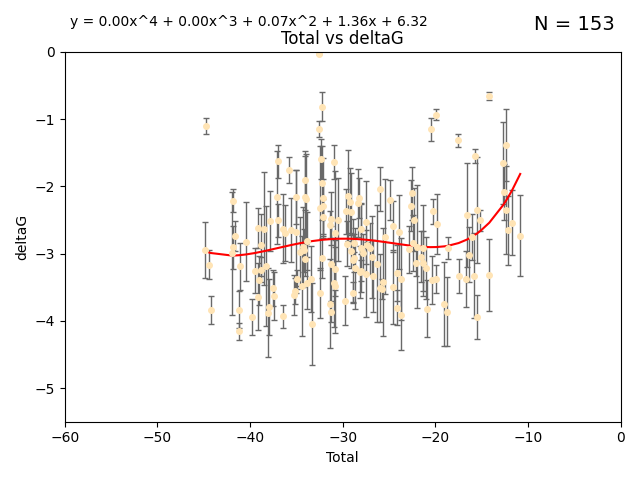 y = 0.00x^4 + 0.00x^3 + 0.07x^2 + 1.36x + 6.32
N = 153
Total vs deltaG
0
−1
−2
−3
−4
−5
deltaG
−60
−50
−40
−30
−20
−10
0
Total